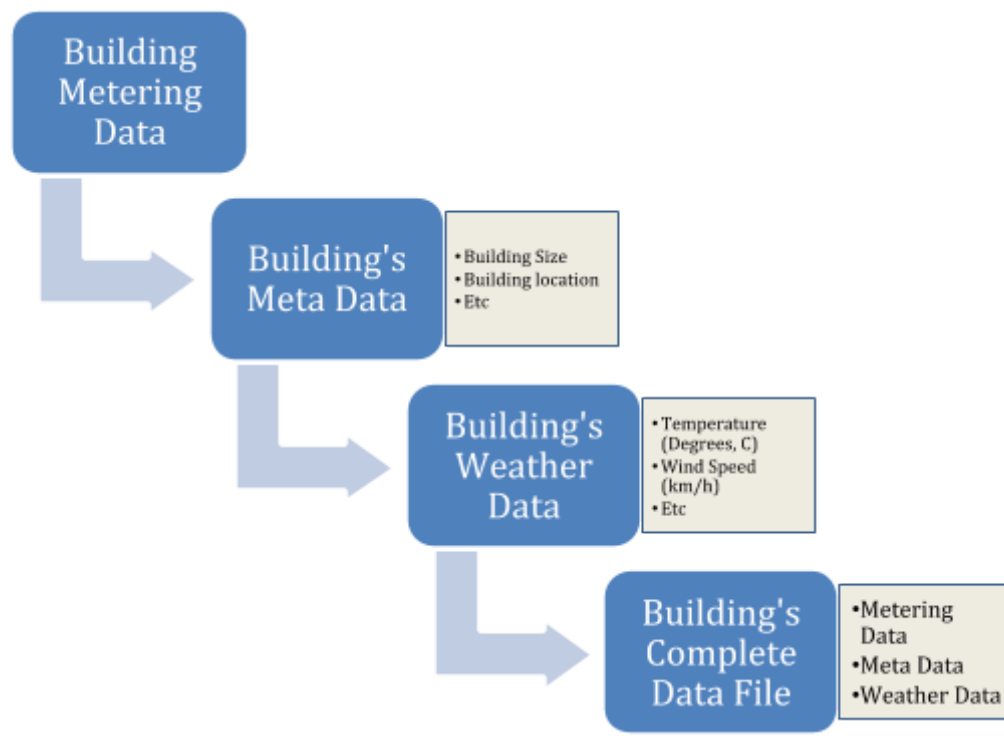 Building
Metering
Data
Building's
Meta Data
• Building Size
• Building location
• Etc
Building's
Weather
Data
• Temperature
(Degrees, C)
• Wind Speed
(km/h)
• Etc
Building's
Complete
Data File
•Metering
Data
•Meta Data
•Weather Data